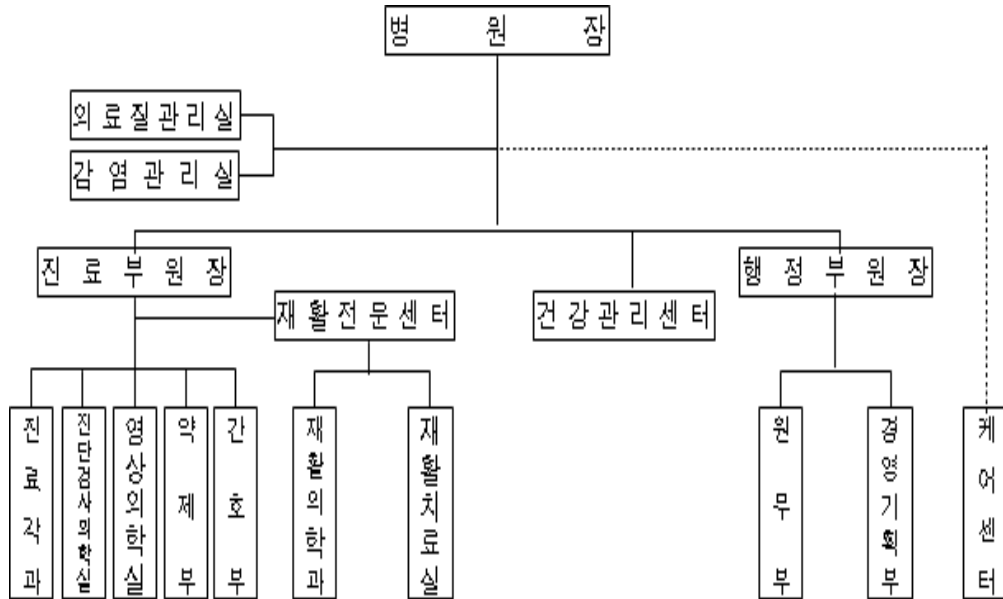 병 원 장
의 료 질 관 리 실
감 염 관 리 실
진 료 부 원 장
행 정 부 원 장
재 활 전 문 센 터
건 강 관 리 센 터
진료각과
진단검사의학실
영상의학실
약제부
간호부
재활의학과
재활치료실
원무부
경영기획부
케어센터